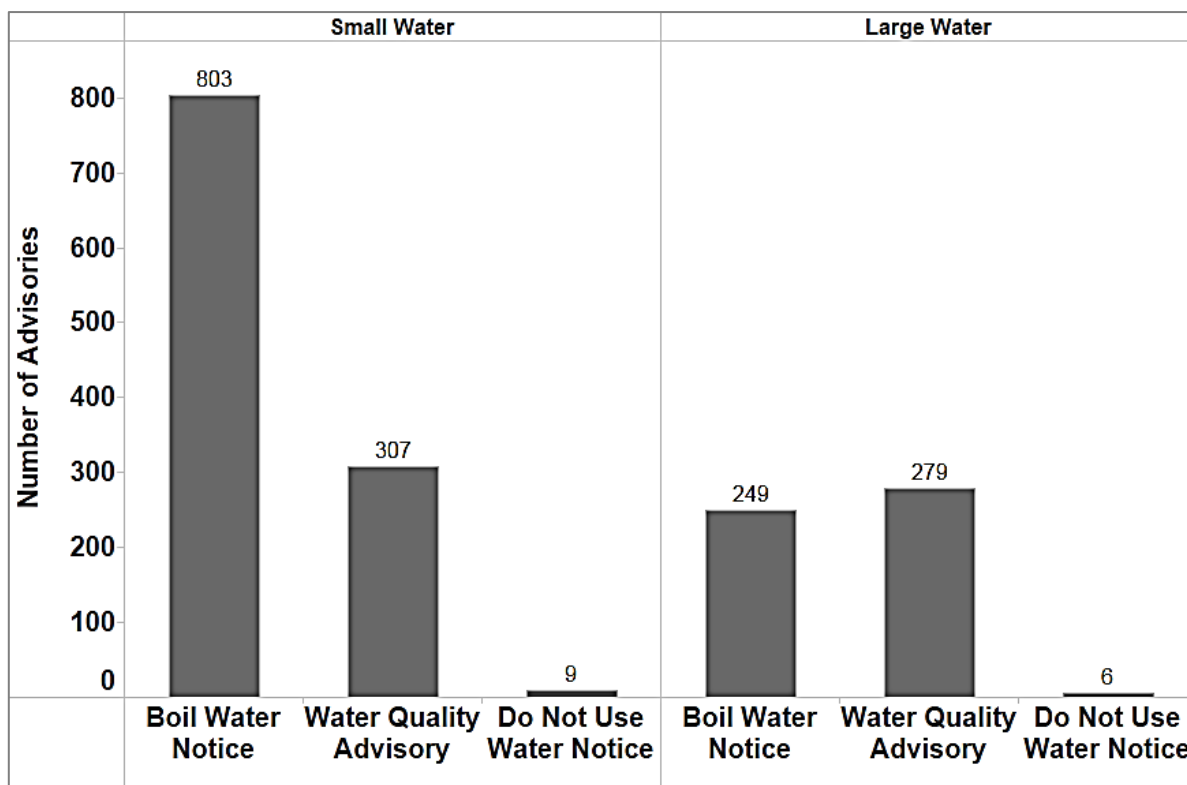 Small Water
Large Water
Number of Advisories
800
700
600
500
400
300
200
100
0
803
307
9
249
279
6
Boil Water
Notice
Water Quality
Advisory
Do Not Use
Water Notice
Boil Water
Notice
Water Quality
Advisory
Do Not Use
Water Notice